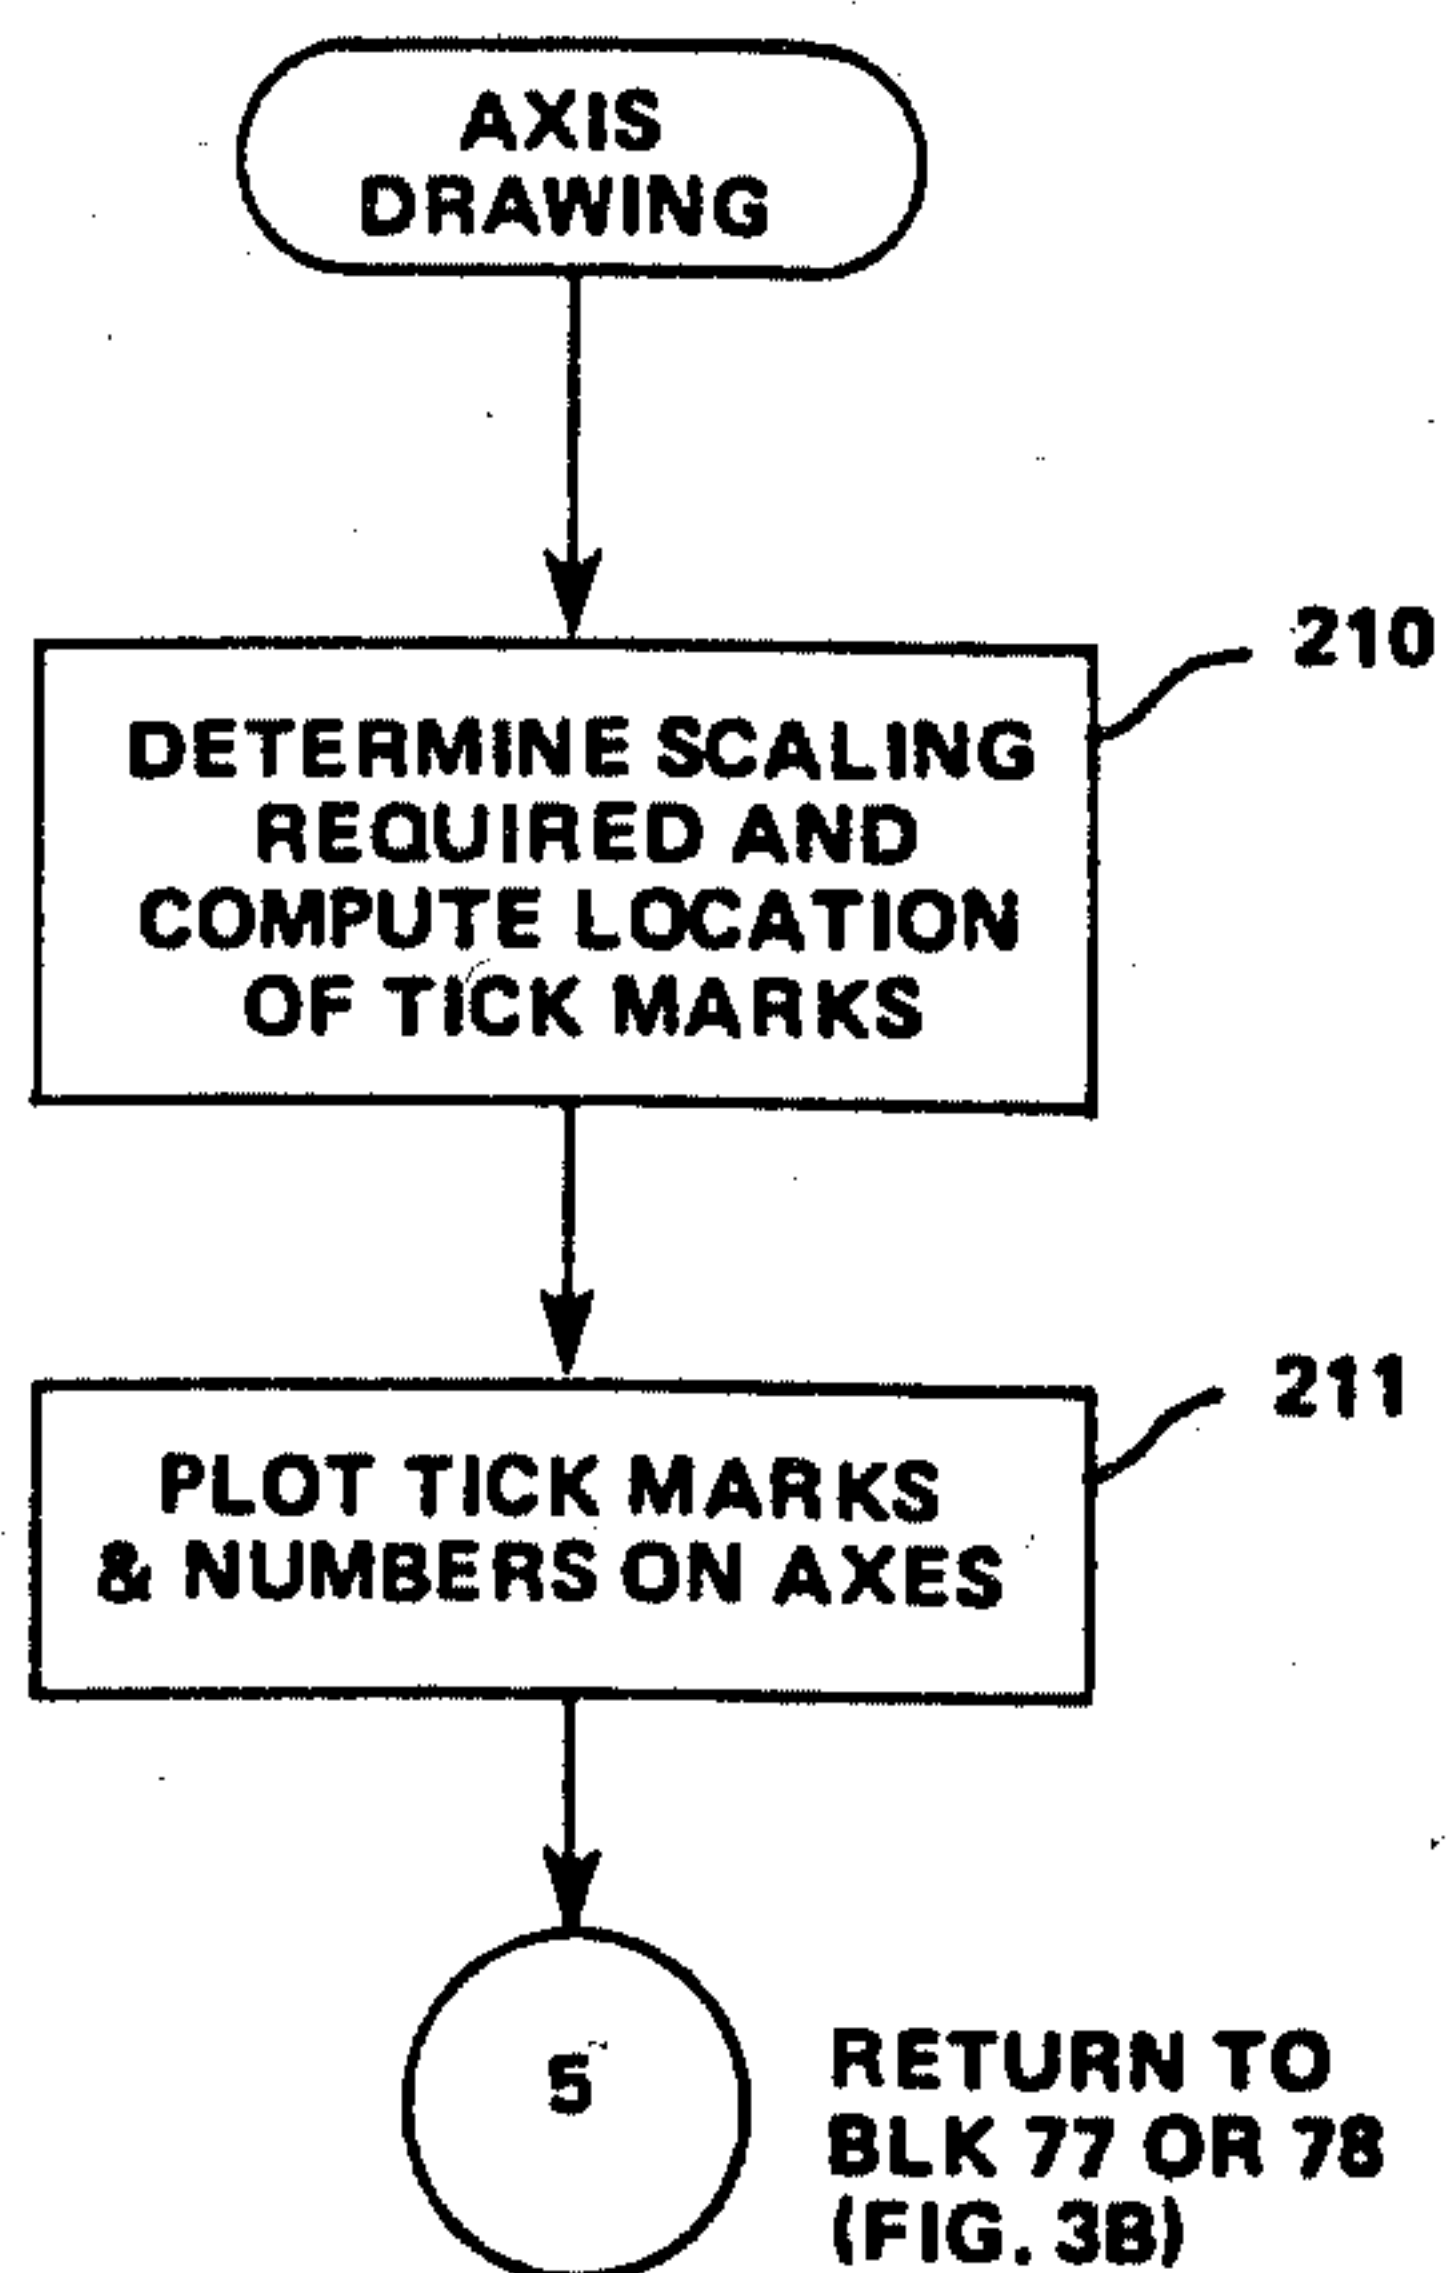 AXIS
DRAWING
210
DETERMINE SCALING
REQUIRED AND
COMPUTE LOCATION
OF TICK MARKS
211
PLOT TICK MARKS
& NUMBERS ON AXES
5
RETURN TO
BLK 77 OR 78
(FIG. 3B)